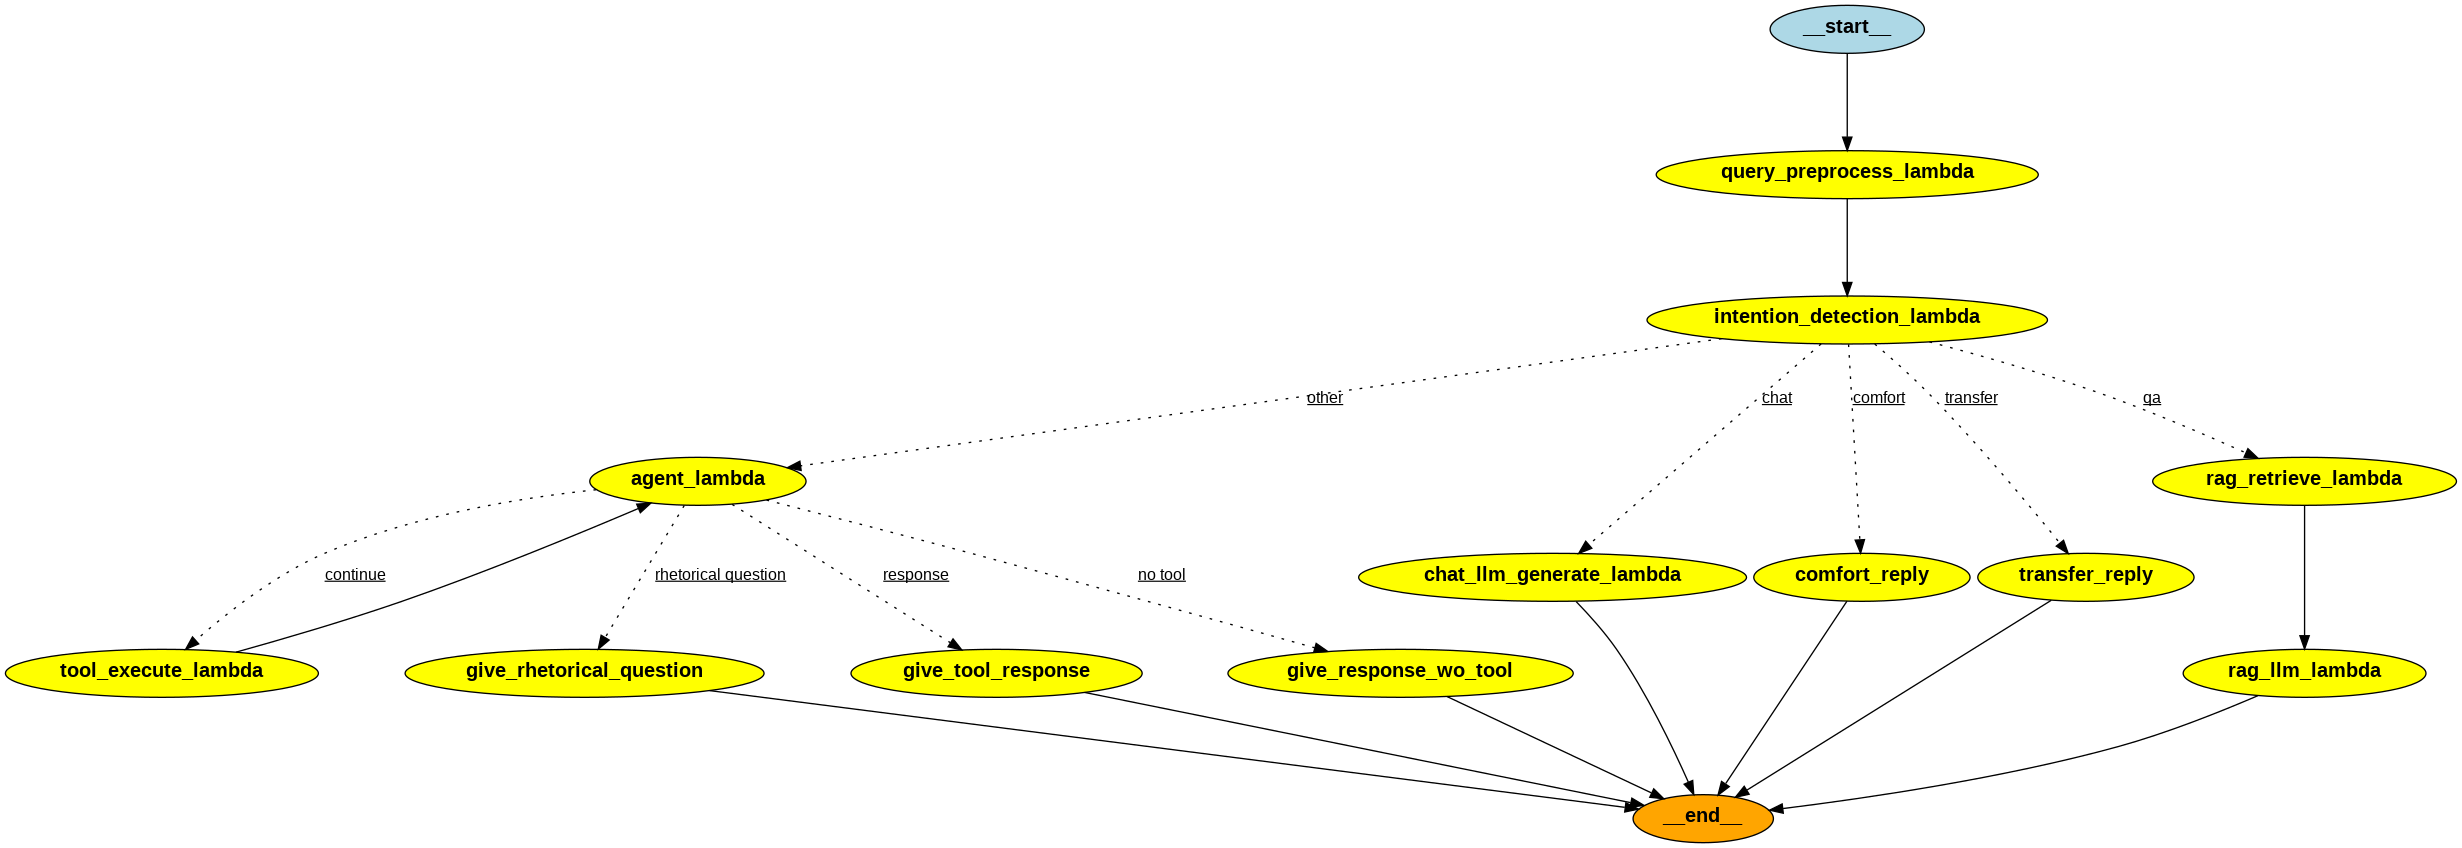 __start__
query_preprocess_lambda
intention_detection_lambda
other
chat
comfort
transfer
qa
agent_lambda
rag_retrieve_lambda
continue
rhetorical question
response
no tool
chat_llm_generate_lambda
comfort_reply
transfer_reply
tool_execute_lambda
give_rhetorical_question
give_tool_response
give_response_wo_tool
rag_llm_lambda
__end__